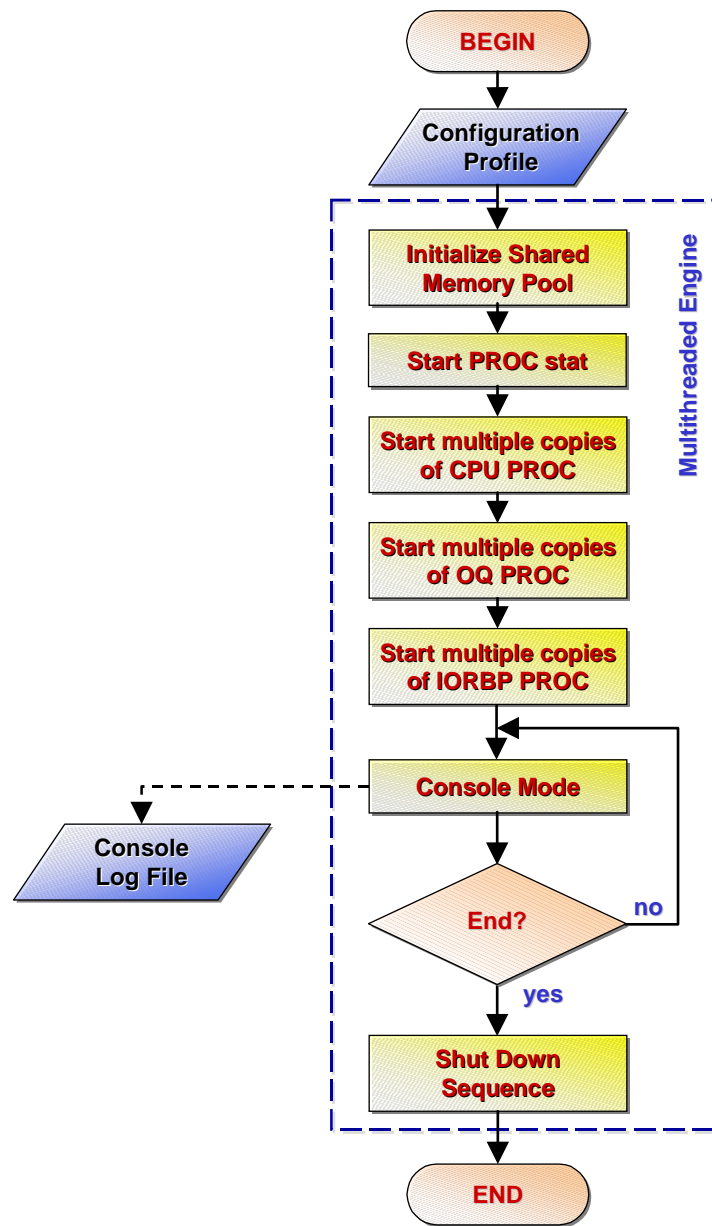 BEGIN
Configuration
Profile
Multithreaded Engine
Initialize Shared
Memory Pool
Start PROC stat
Start multiple copies
of CPU PROC
Start multiple copies
of OQ PROC
Start multiple copies
of IORBP PROC
Console Mode
Console
Log File
End?
no
yes
Shut Down
Sequence
END